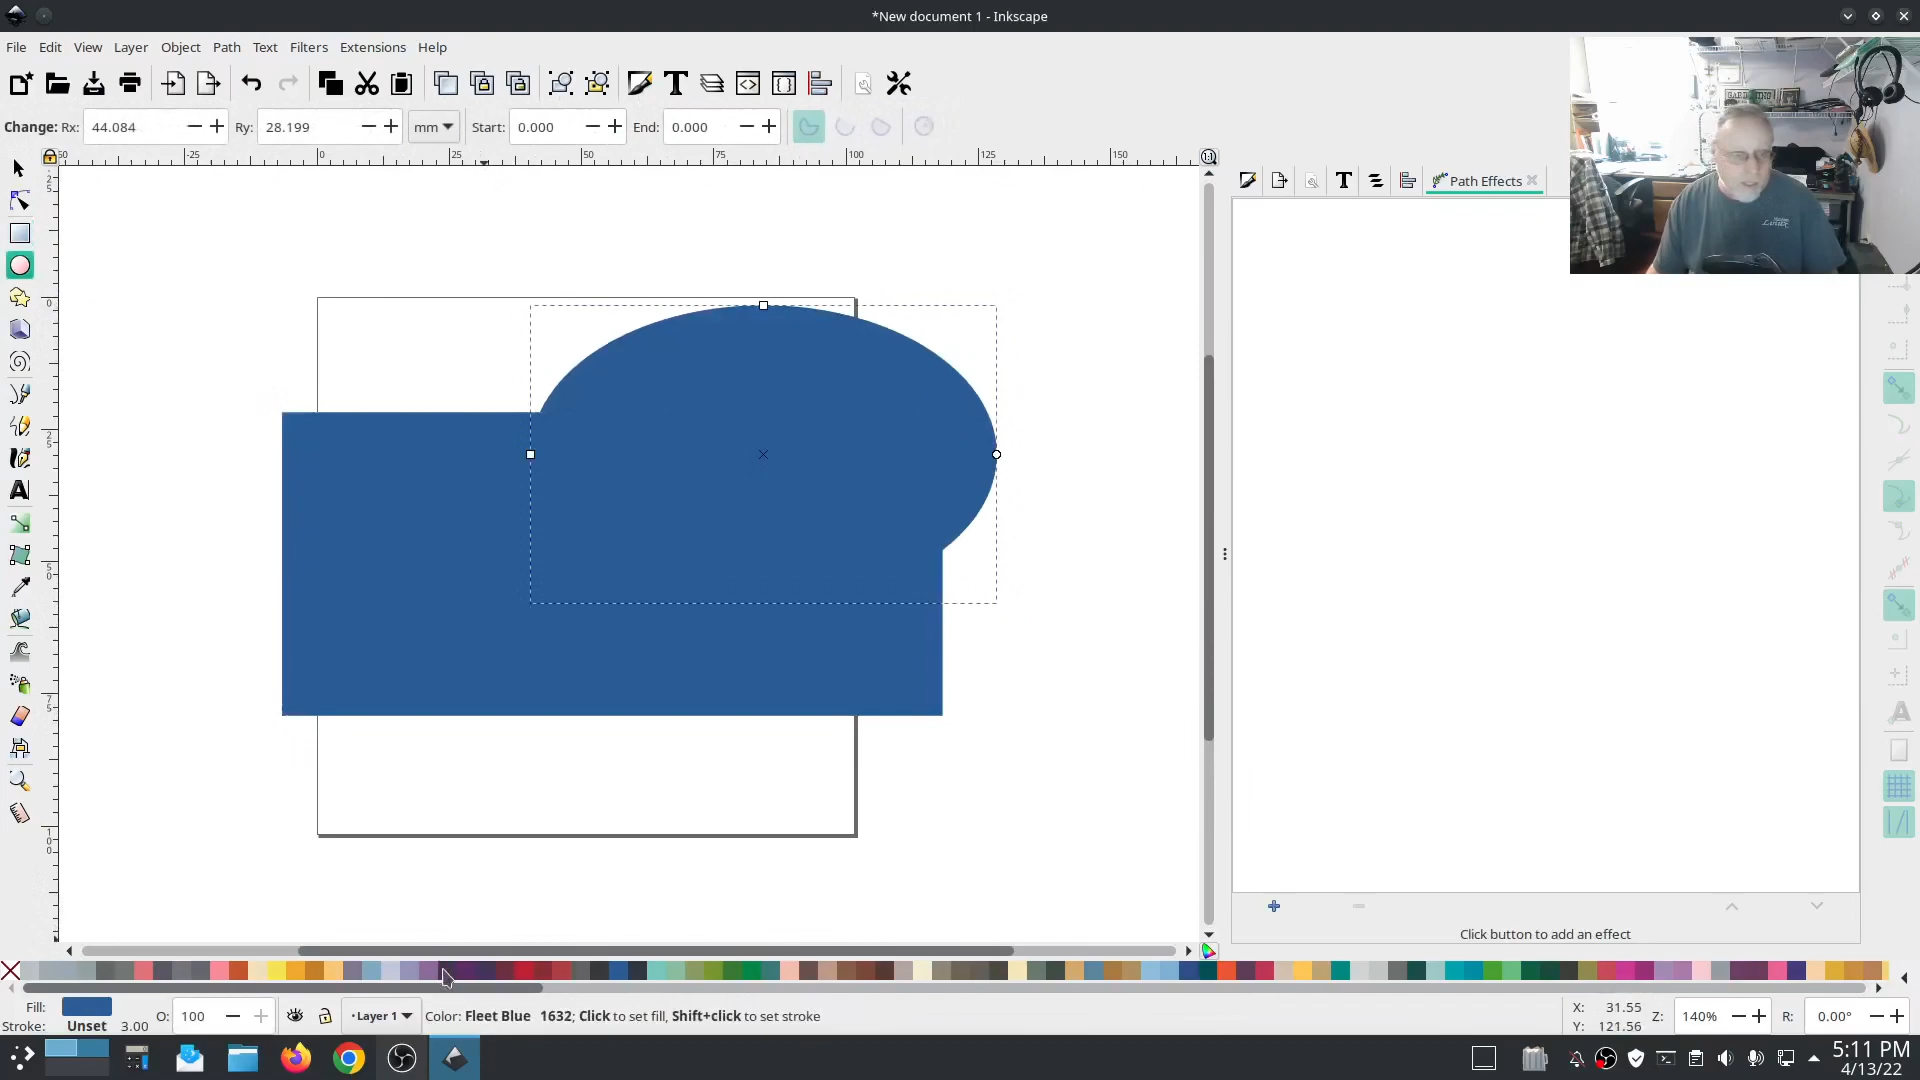 *New document 1 - Inkscape
File Edit View Layer Object Path Text Filters Extensions Help
Change: Rx: 44.084 Ry: 28.199 mm Start: 0.000 End: 0.000
-25 0 25 50 75 100 125 150
Path Effects
GARDENING
Click button to add an effect
Fill:
Stroke: Unset 3.00
O: 100
Layer 1
Color: Fleet Blue 1632; Click to set fill, Shift+click to set stroke
X: 31.55
Y: 121.56
Z: 140%
R: 0.00°
5:11 PM
4/13/22